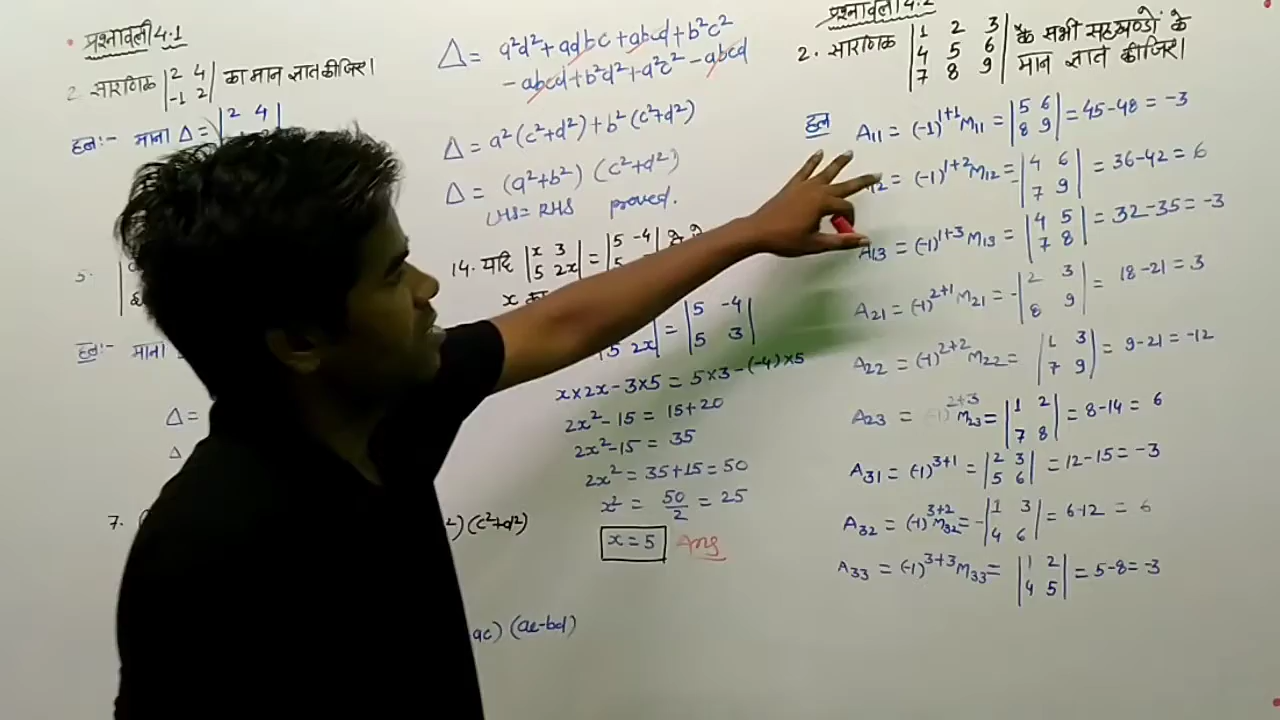 प्रश्नावली 4.1
2. सारणिक |2 4| का मान ज्ञात कीजिए।
|-1 2|
हल:- माना Δ = |2 4|
5.
हल:- माना
Δ =
Δ
7.
²) (c²+d²)
ac) (ae-bd)
Δ = a²d²+adbc+abcd+b²c²
-abcd+b²d²+a²c²-abcd
Δ = a²(c²+d²)+b²(c²+d²)
Δ = (a²+b²) (c²+d²)
LHS=RHS proved.
14. यदि |x 3| = |5 -4|
|5 2x| |5
x का
= |5 -4|
5 2x| |5 3|
x×2x-3×5 = 5×3-(-4)×5
2x²-15 = 15+20
2x²-15 = 35
2x² = 35+15 = 50
x² = 50/2 = 25
x = 5 Ans
प्रश्नावली 4.2
2. सारणिक |1 2 3| के सभी सहखण्डों के
|4 5 6| मान ज्ञात कीजिए।
|7 8 9|
हल
A11 = (-1)^1+1 M11 = |5 6| = 45-48 = -3
|8 9|
12 = (-1)^1+2 M12 = -|4 6| = 36-42 = 6
|7 9|
A13 = (-1)^1+3 M13 = |4 5| = 32-35 = -3
|7 8|
A21 = (-1)^2+1 M21 = -|2 3| = 18-21 = 3
|8 9|
A22 = (-1)^2+2 M22 = |1 3| = 9-21 = -12
|7 9|
A23 = (-1)^2+3 M23 = |1 2| = 8-14 = 6
|7 8|
A31 = (-1)^3+1 = |2 3| = 12-15 = -3
|5 6|
A32 = (-1)^3+2 M32 = -|1 3| = 6-12 = 6
|4 6|
A33 = (-1)^3+3 M33 = |1 2| = 5-8 = -3
|4 5|